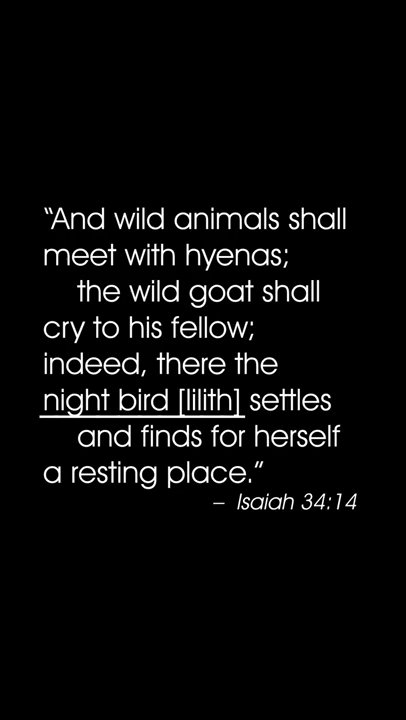 “And wild animals shall
meet with hyenas;
the wild goat shall
cry to his fellow;
indeed, there the
night bird [lilith] settles
and finds for herself
a resting place.”
– Isaiah 34:14